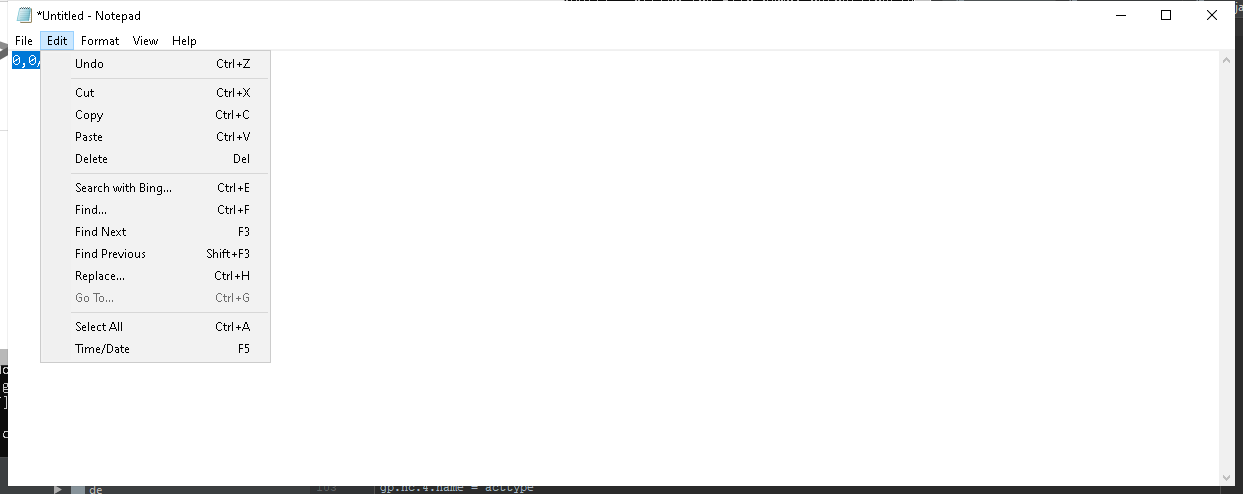 *Untitled - Notepad
File Edit Format View Help
0,0,
Undo Ctrl+Z
Cut Ctrl+X
Copy Ctrl+C
Paste Ctrl+V
Delete Del
Search with Bing... Ctrl+E
Find... Ctrl+F
Find Next F3
Find Previous Shift+F3
Replace... Ctrl+H
Go To... Ctrl+G
Select All Ctrl+A
Time/Date F5
de
103 gp.nc.4.name = acttype